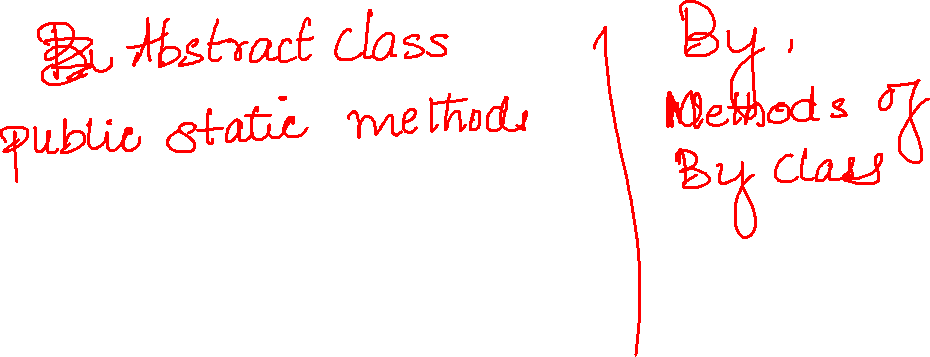 Abstract class
public static methods
By.
Methods of
By class